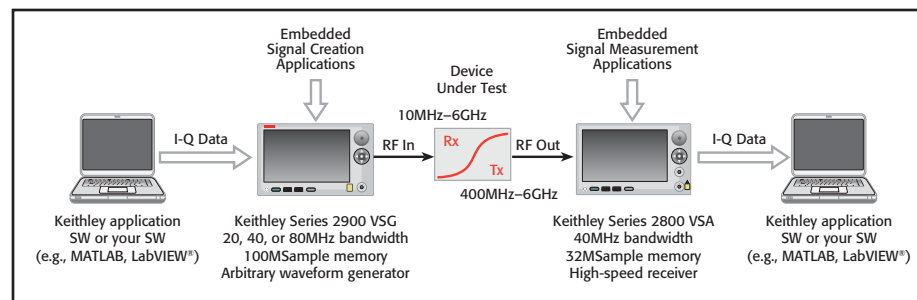 Embedded
Signal Creation
Applications
Embedded
Signal Measurement
Applications
Device
Under Test
10MHz–6GHz
I-Q Data
RF In
Rx
Tx
RF Out
I-Q Data
400MHz–6GHz
Keithley application
SW or your SW
(e.g., MATLAB, LabVIEW®)
Keithley Series 2900 VSG
20, 40, or 80MHz bandwidth
100MSample memory
Arbitrary waveform generator
Keithley Series 2800 VSA
40MHz bandwidth
32MSample memory
High-speed receiver
Keithley application
SW or your SW
(e.g., MATLAB, LabVIEW®)